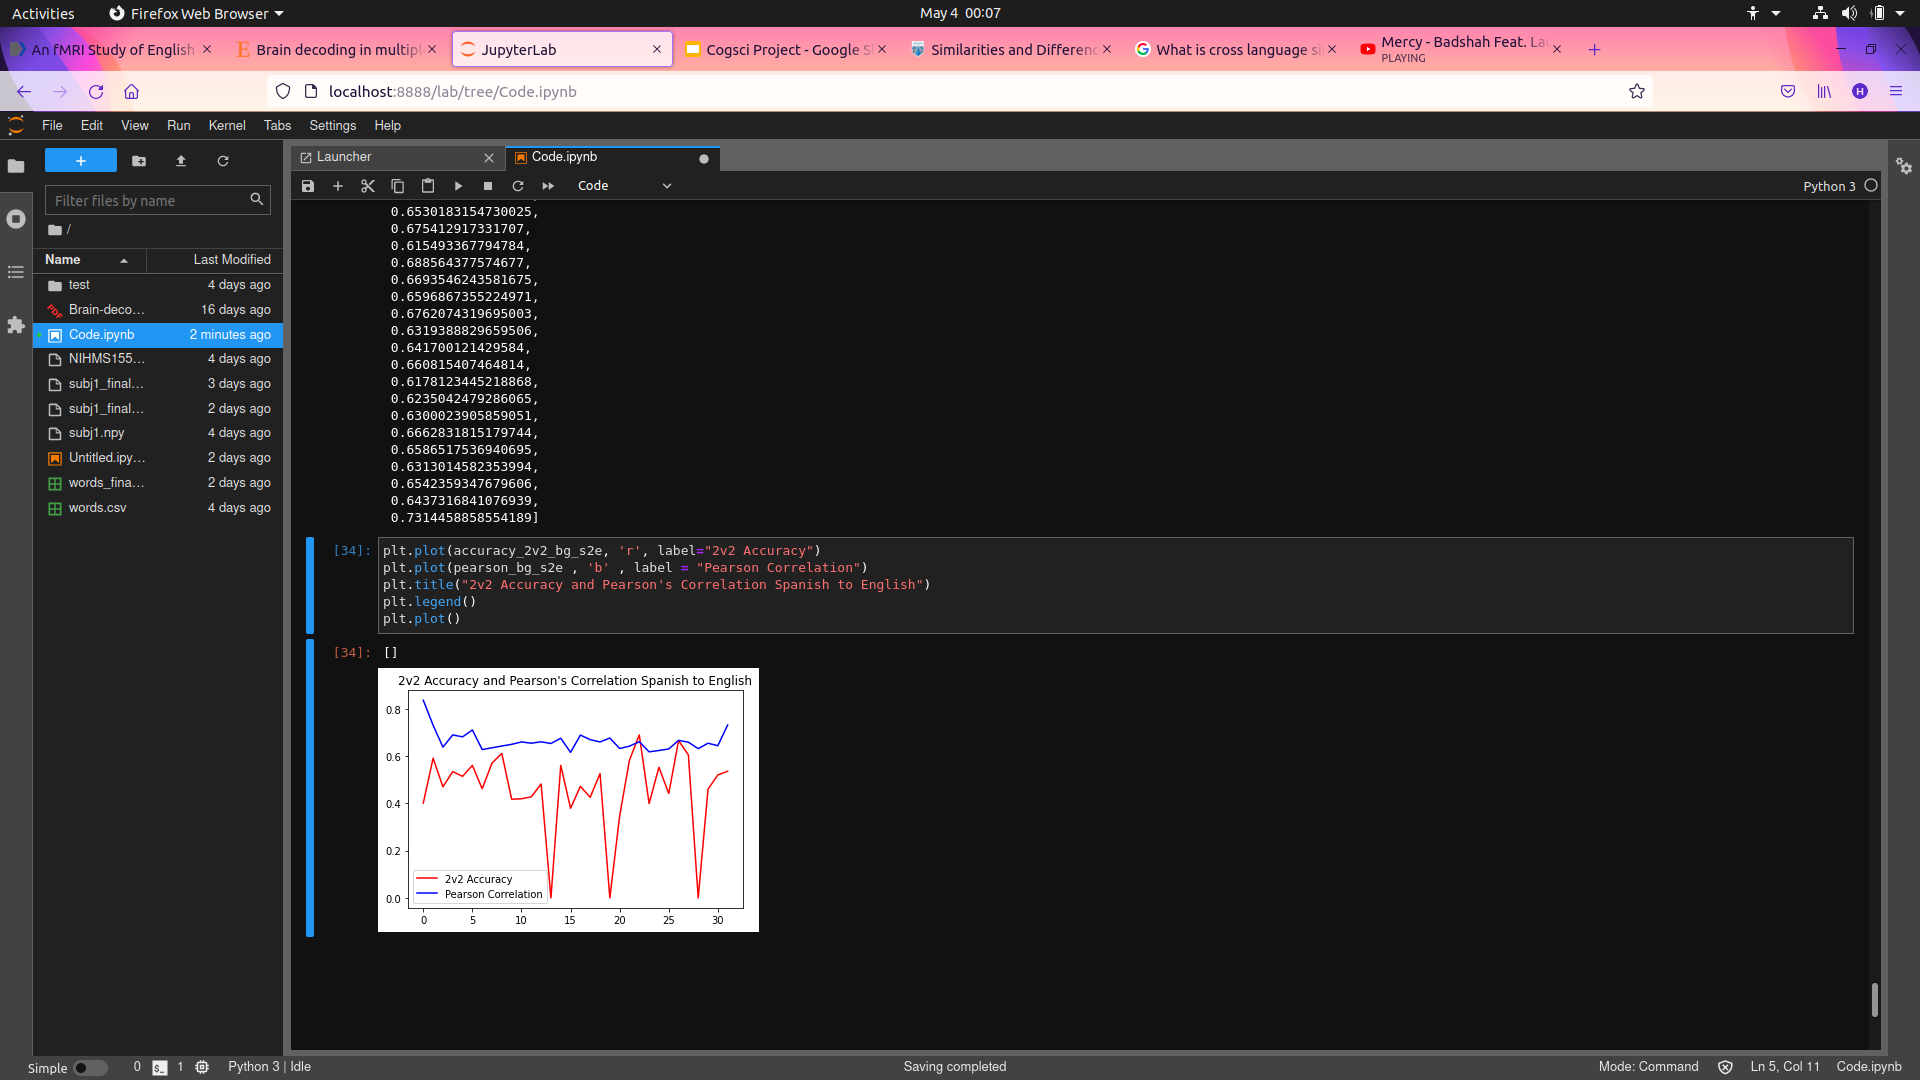 Activities
Firefox Web Browser
May 4 00:07
An fMRI Study of English
Brain decoding in multipl
JupyterLab
Cogsci Project - Google Sl
Similarities and Differenc
What is cross language si
Mercy - Badshah Feat. La
PLAYING
localhost:8888/lab/tree/Code.ipynb
H
File Edit View Run Kernel Tabs Settings Help
Launcher
Code.ipynb
Code
Python 3
Filter files by name
/
Name Last Modified
test 4 days ago
Brain-deco... 16 days ago
Code.ipynb 2 minutes ago
NIHMS155... 4 days ago
subj1_final... 3 days ago
subj1_final... 2 days ago
subj1.npy 4 days ago
Untitled.ipy... 2 days ago
words_fina... 2 days ago
words.csv 4 days ago
0.6530183154730025,
0.675412917331707,
0.615493367794784,
0.688564377574677,
0.6693546243581675,
0.6596867355224971,
0.6762074319695003,
0.6319388829659506,
0.641700121429584,
0.660815407464814,
0.6178123445218868,
0.6235042479286065,
0.6300023905859051,
0.6662831815179744,
0.6586517536940695,
0.6313014582353994,
0.6542359347679606,
0.6437316841076939,
0.7314458858554189]
[34]: plt.plot(accuracy_2v2_bg_s2e, 'r', label="2v2 Accuracy")
plt.plot(pearson_bg_s2e , 'b' , label = "Pearson Correlation")
plt.title("2v2 Accuracy and Pearson's Correlation Spanish to English")
plt.legend()
plt.plot()
[34]: []
2v2 Accuracy and Pearson's Correlation Spanish to English
0.8
0.6
0.4
0.2
0.0
2v2 Accuracy
Pearson Correlation
0 5 10 15 20 25 30
Simple 0 1 Python 3 | Idle
Saving completed
Mode: Command
Ln 5, Col 11
Code.ipynb